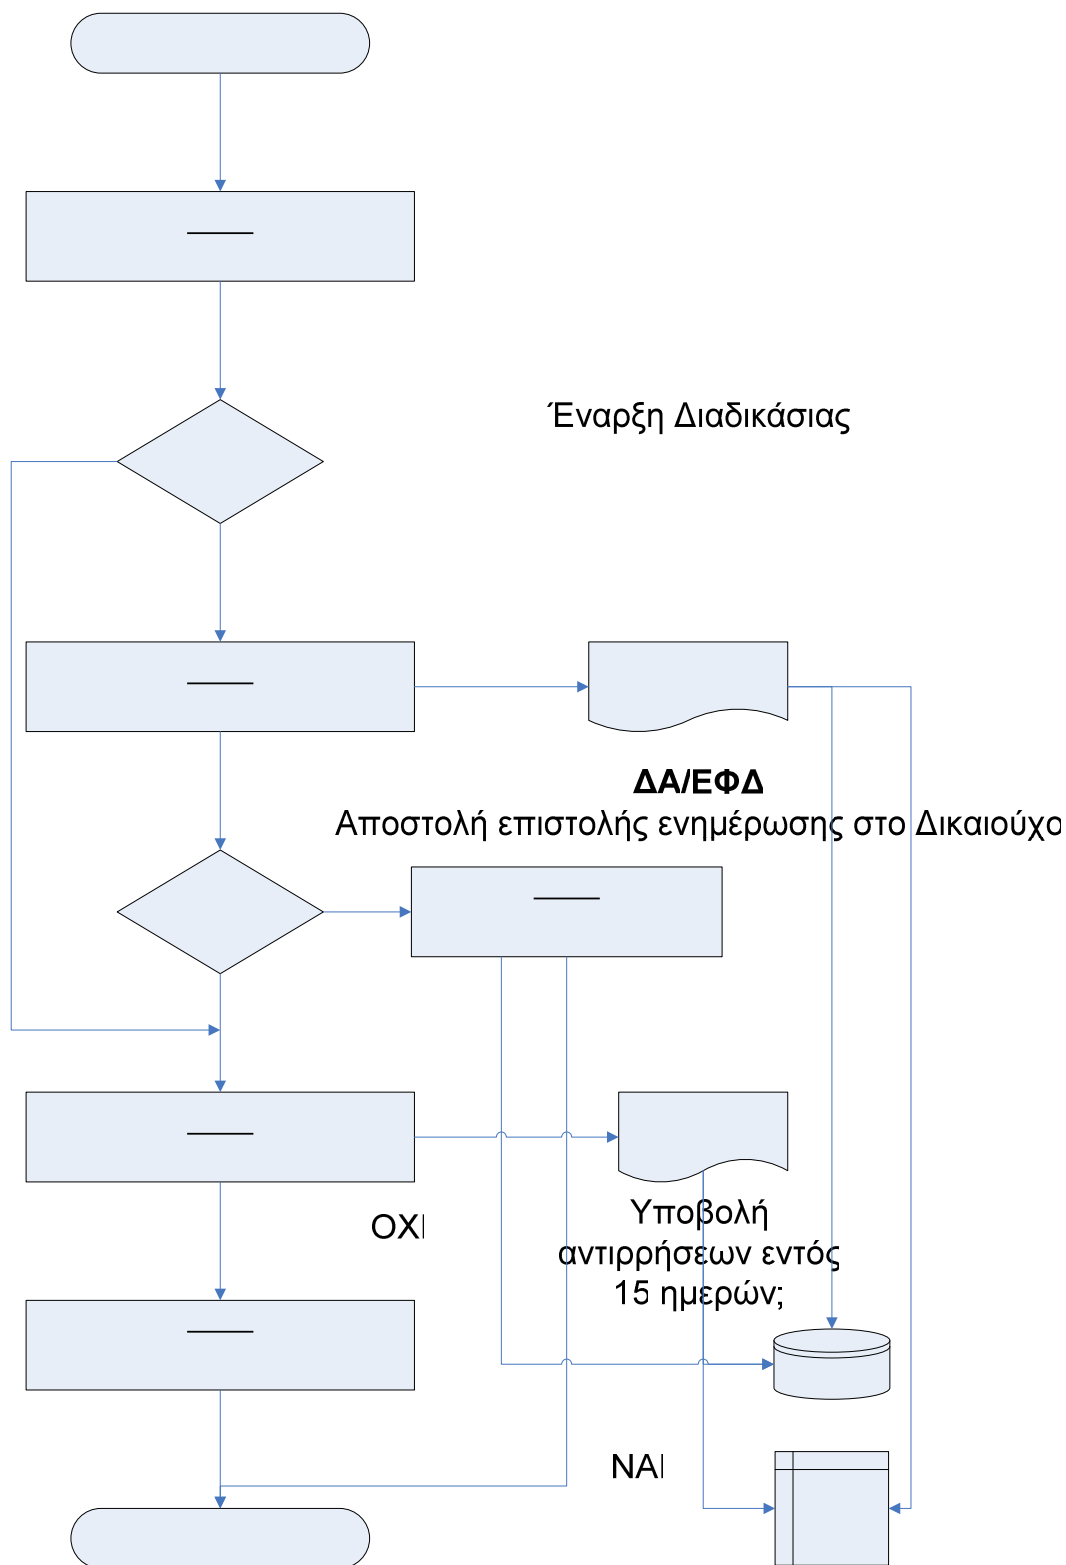 Έναρξη Διαδικάσιας
ΔΑ/ΕΦΔ
Αποστολή επιστολής ενημέρωσης στο Δικαιούχο
ΟΧΙ
Υποβολή
αντιρρήσεων εντός
15 ημερών;
ΝΑΙ